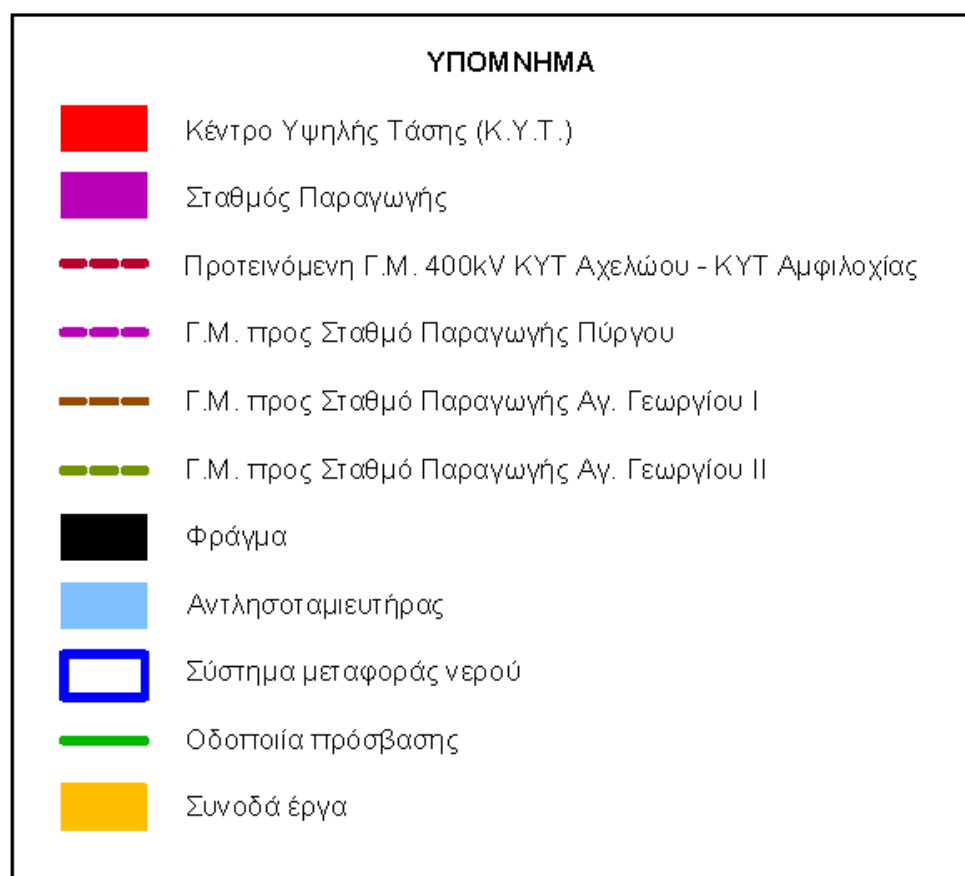 ΥΠΟΜΝΗΜΑ
Κέντρο Υψηλής Τάσης (Κ.Υ.Τ.)
Σταθμός Παραγωγής
Προτεινόμενη Γ.Μ. 400kV ΚΥΤ Αχελώου - ΚΥΤ Αμφιλοχίας
Γ.Μ. προς Σταθμό Παραγωγής Πύργου
Γ.Μ. προς Σταθμό Παραγωγής Αγ. Γεωργίου Ι
Γ.Μ. προς Σταθμό Παραγωγής Αγ. Γεωργίου ΙΙ
Φράγμα
Αντλησοταμιευτήρας
Σύστημα μεταφοράς νερού
Οδοποιία πρόσβασης
Συνοδά έργα